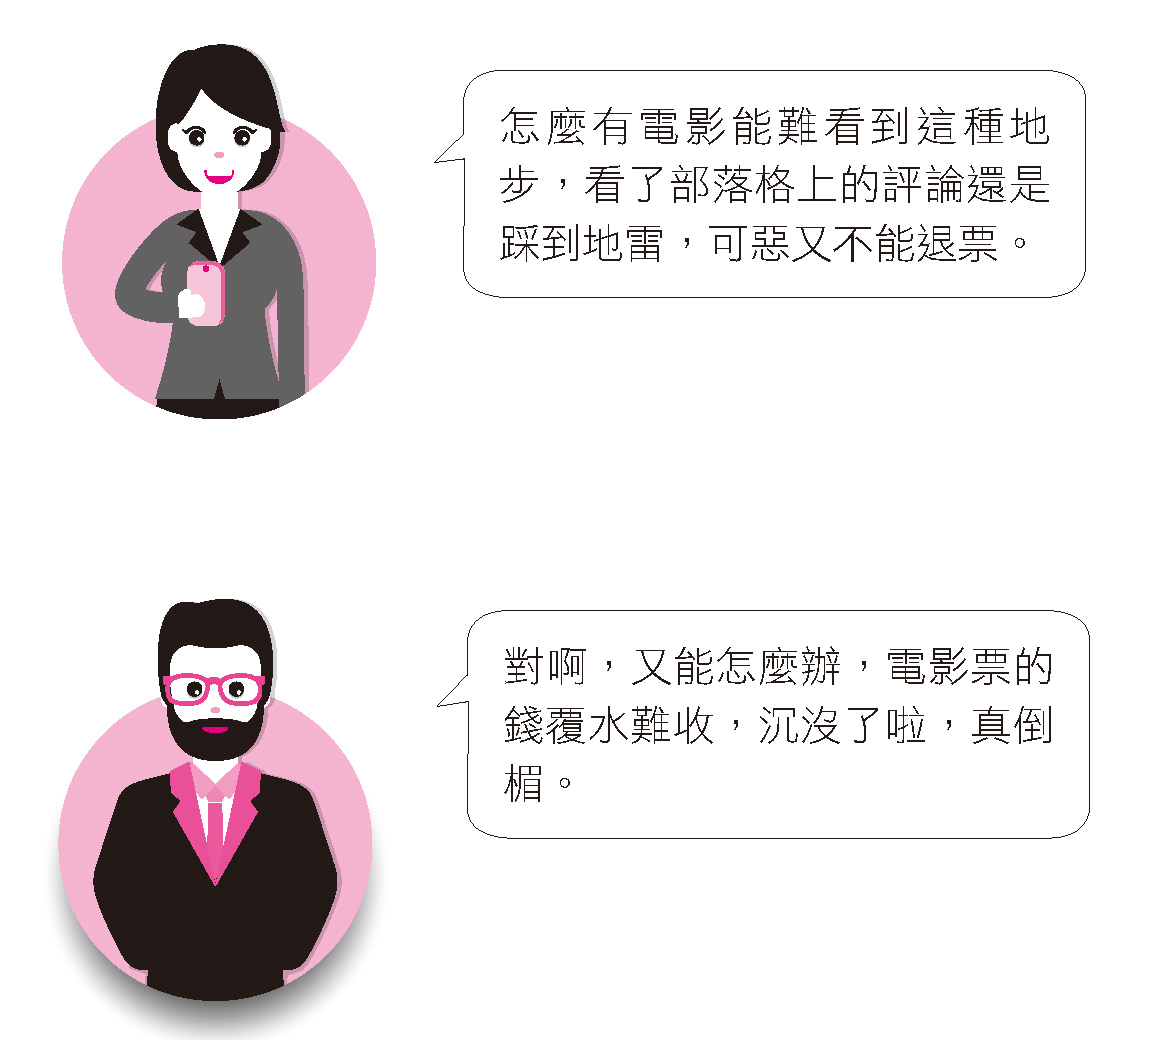 怎麼有電影能難看到這種地
步，看了部落格上的評論還是
踩到地雷，可惡又不能退票。
對啊，又能怎麼辦，電影票的
錢覆水難收，沉沒了啦，真倒
楣。